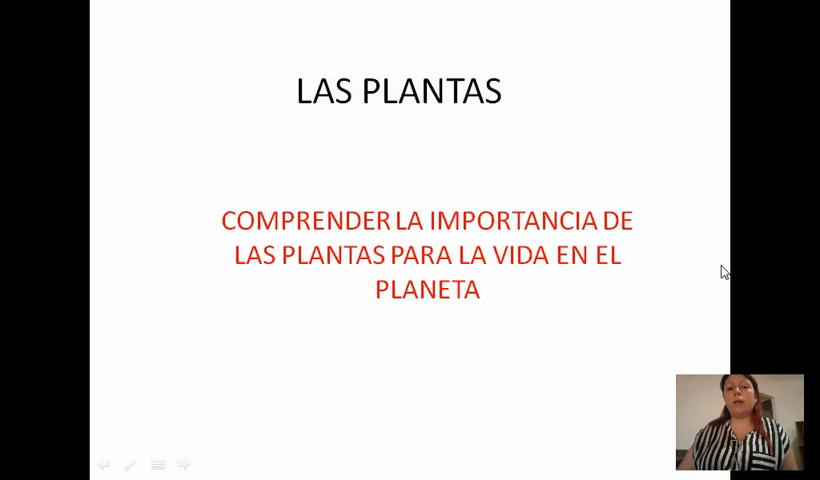 LAS PLANTAS
COMPRENDER LA IMPORTANCIA DE
LAS PLANTAS PARA LA VIDA EN EL
PLANETA